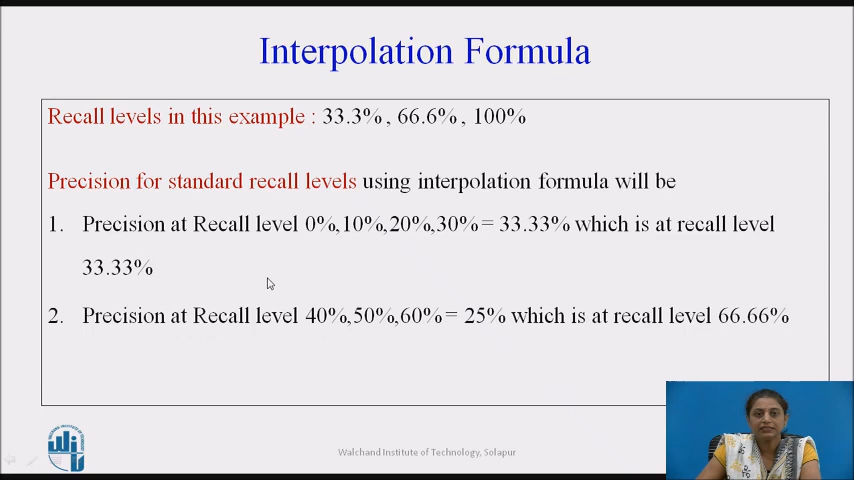 Interpolation Formula
Recall levels in this example : 33.3% , 66.6% , 100%
Precision for standard recall levels using interpolation formula will be
1. Precision at Recall level 0%,10%,20%,30% = 33.33% which is at recall level
33.33%
2. Precision at Recall level 40%,50%,60% = 25% which is at recall level 66.66%
Walchand Institute of Technology, Solapur